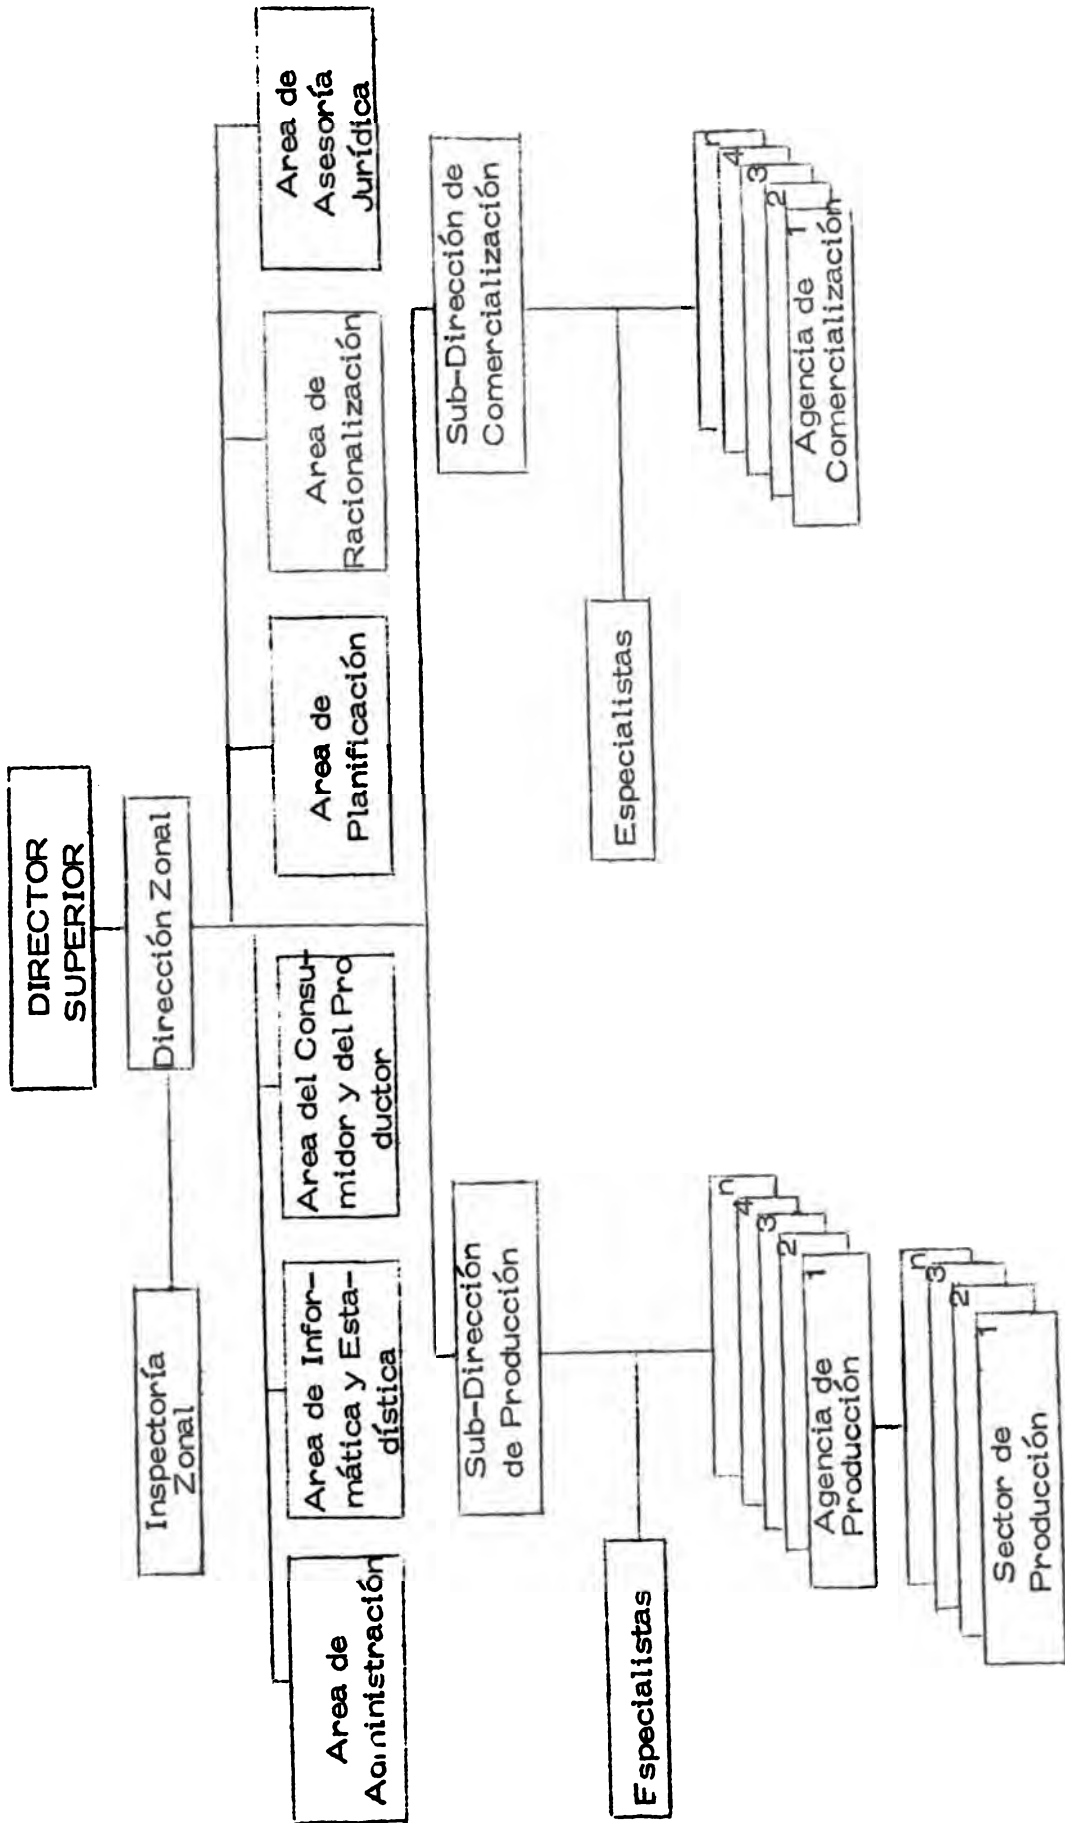 DIRECTOR
SUPERIOR
Dirección Zonal
Inspectoría
Zonal
Area de
Administración
Area de Infor-
mática y Esta-
dística
Area del Consu-
midor y del Pro
ductor
Area de
Planificación
Area de
Racionalización
Area de
Asesoría
Jurídica
Sub-Dirección
de Producción
Sub-Dirección de
Comercialización
Especialistas
Especialistas
n
4
3
2
1
Agencia de
Producción
n
3
2
1
Sector de
Producción
n
4
3
2
1
Agencia de
Comercialización